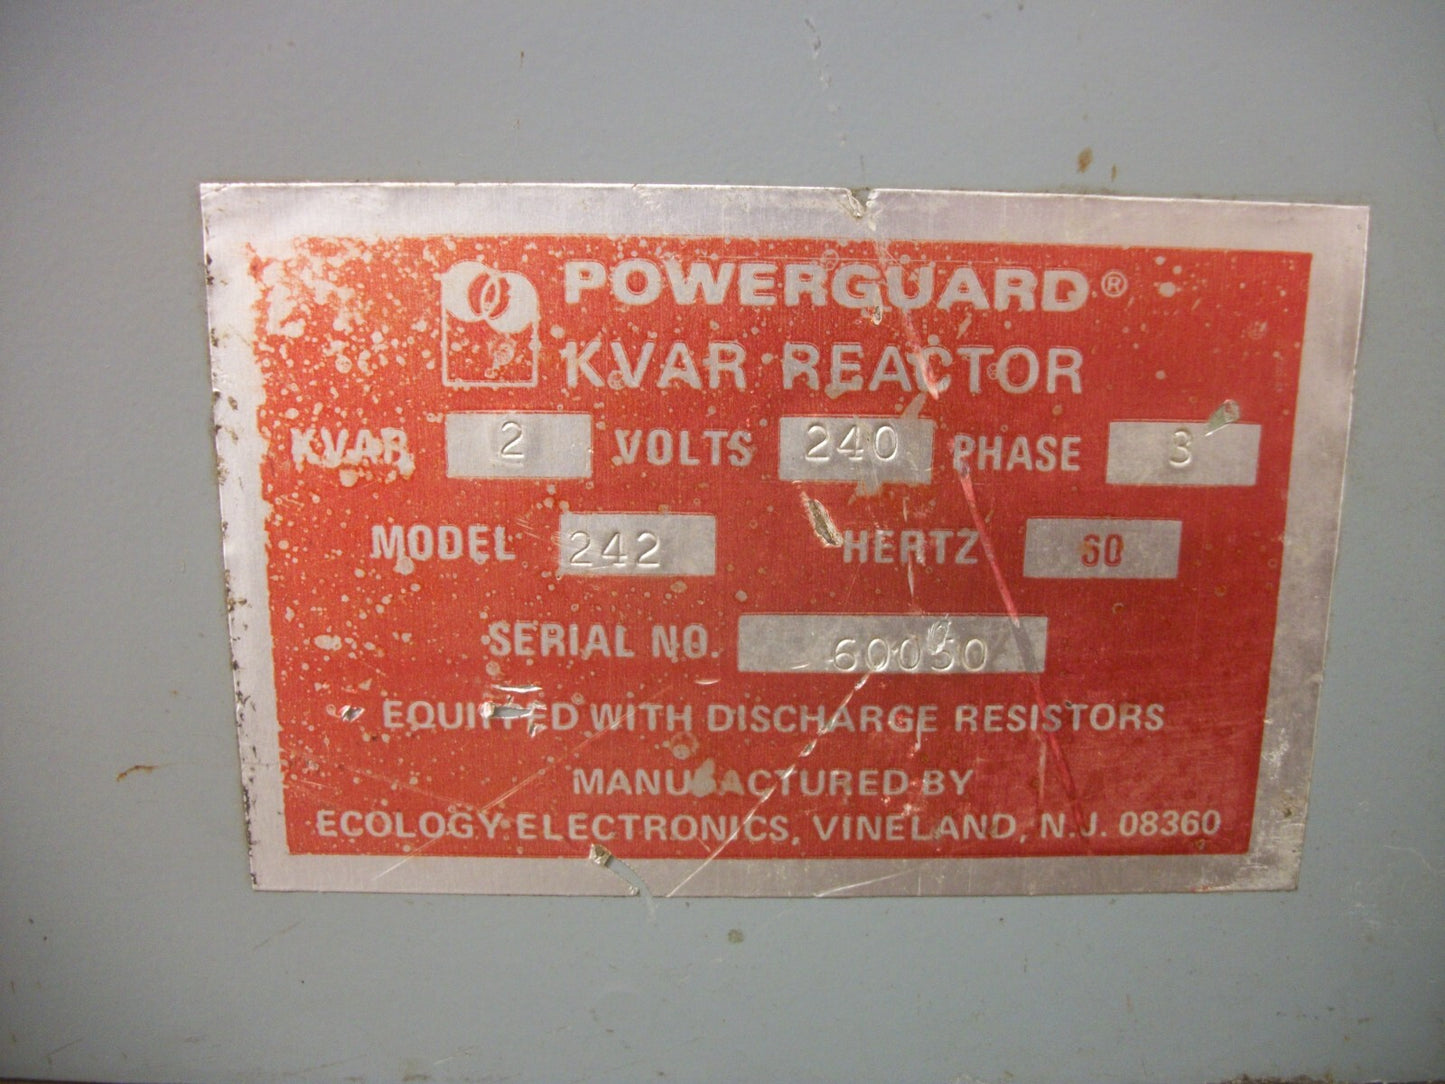 POWERGUARD®
KVAR REACTOR
KVAR 2 VOLTS 240 PHASE 3
MODEL 242 HERTZ 60
SERIAL NO. 60050
EQUIPPED WITH DISCHARGE RESISTORS
MANUFACTURED BY
ECOLOGY ELECTRONICS, VINELAND, N.J. 08360